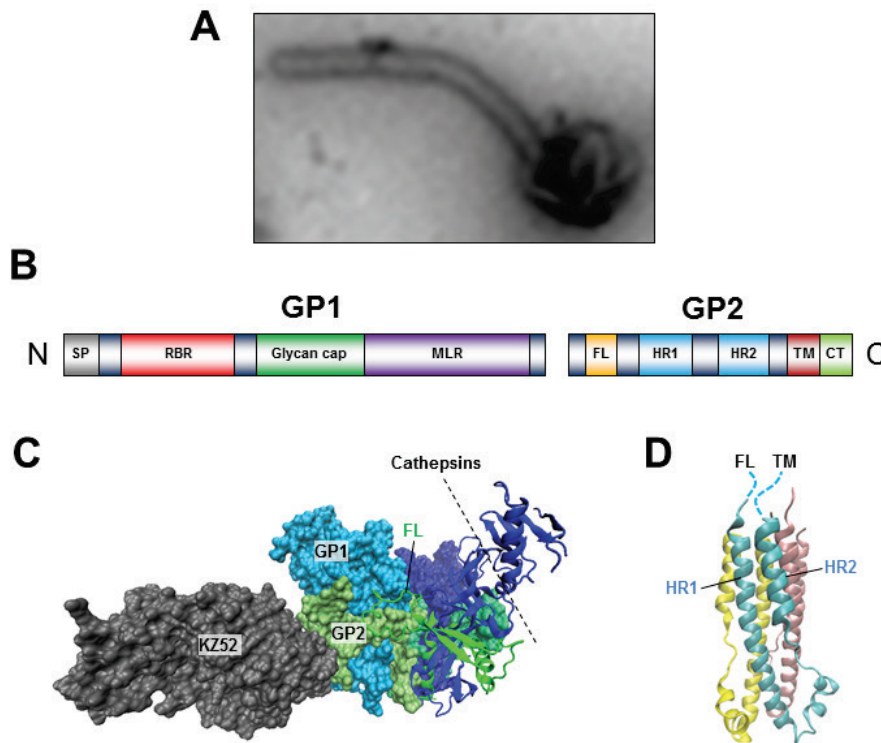 A
B
GP1 GP2
N SP RBR Glycan cap MLR FL HR1 HR2 TM CT C
C
D
Cathepsins
FL TM
FL
GP1
HR1 HR2
GP2
KZ52